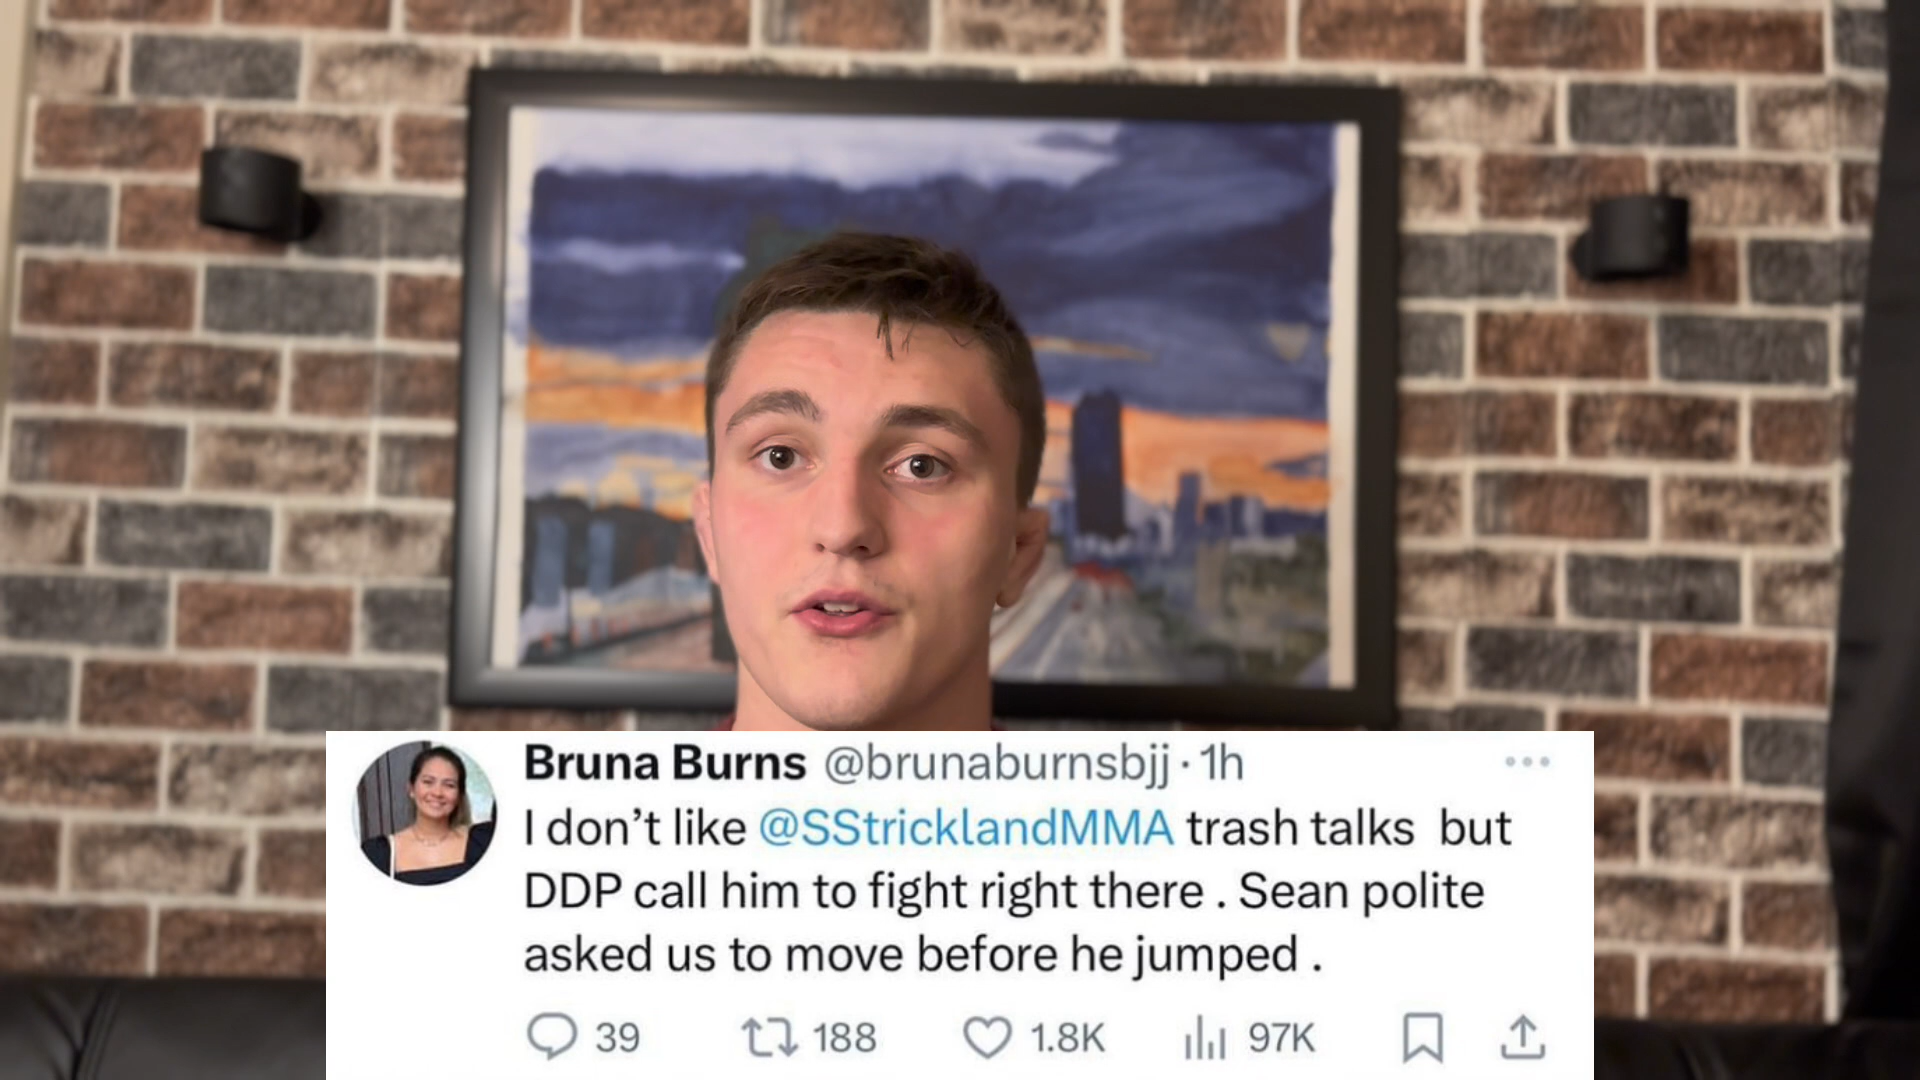 Bruna Burns @brunaburnsbjj · 1h
I don’t like @SStricklandMMA trash talks but
DDP call him to fight right there . Sean polite
asked us to move before he jumped .
39 188 1.8K 97K